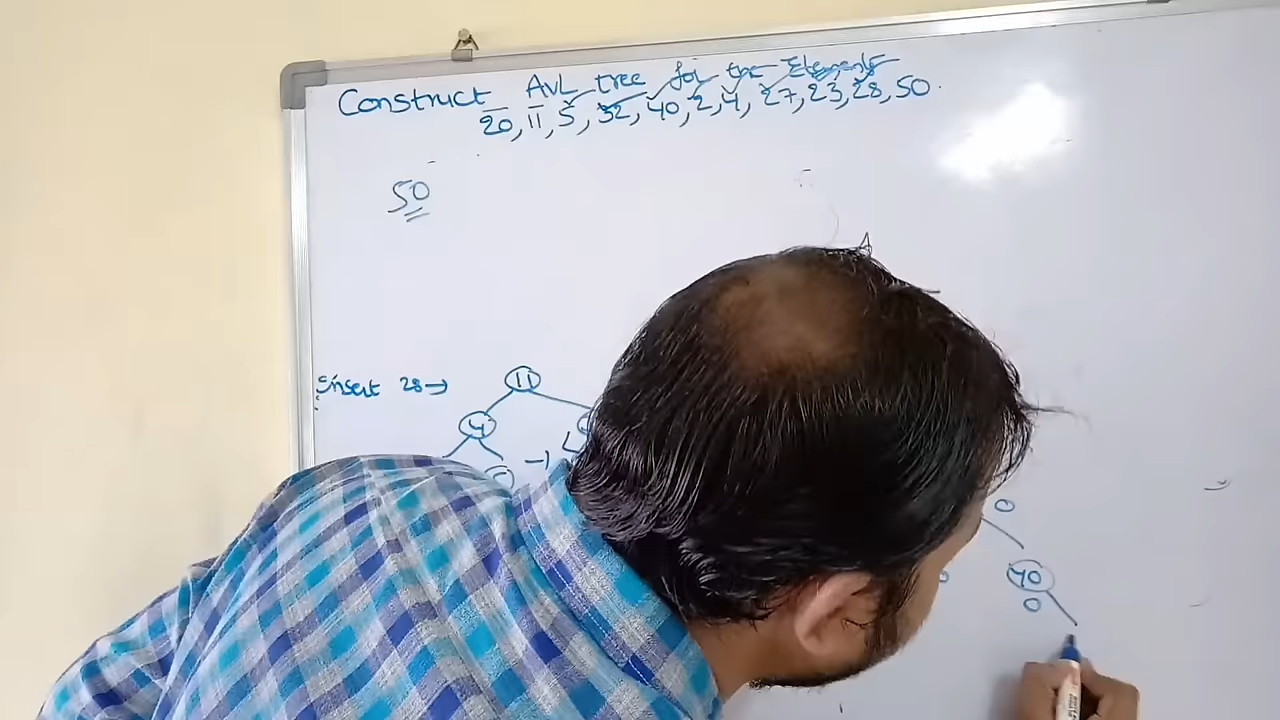 Construct AVL tree for the Elements
20, 11, 5, 32, 40, 2, 4, 27, 23, 28, 50.
50
Insert 28→
11
4
-1
0
40
0